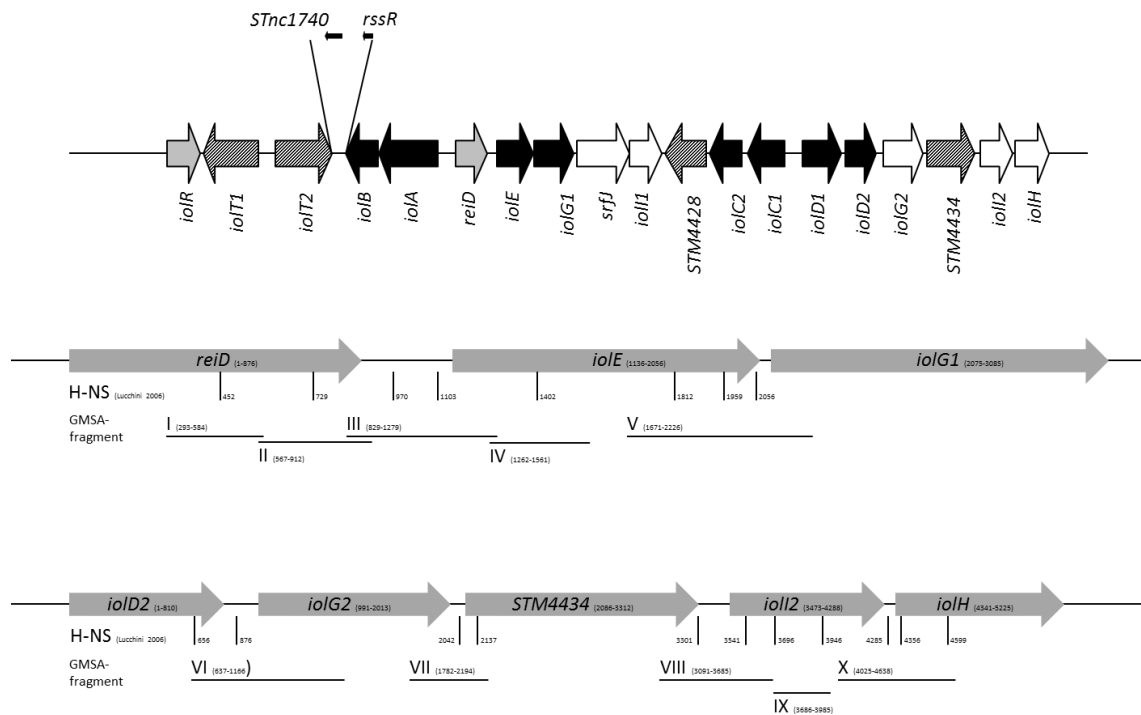 STnc1740 rssR
iolR iolT1 iolT2 iolB iolA reiD iolE iolG1 srfJ iolI1 STM4428 iolC2 iolC1 iolD1 iolD2 iolG2 STM4434 iolI2 iolH
reiD (1-876) iolE (1136-2056) iolG1 (2075-3085)
H-NS (Lucchini 2006) 452 729 970 1103 1402 1812 1959 2056
GMSA-
fragment
I (293-584) III (829-1279) V (1671-2226)
II (567-912) IV (1262-1561)
iolD2 (1-810) iolG2 (991-2015) STM4434 (2086-3312) iolI2 (3473-4288) iolH (4341-5225)
H-NS (Lucchini 2006) 656 876 2042 2137 3301 3541 3696 3946 4285 4356 4599
GMSA-
fragment
VI (637-1166) VII (1782-2194) VIII (3091-3685) X (4025-4638)
IX (3686-3985)